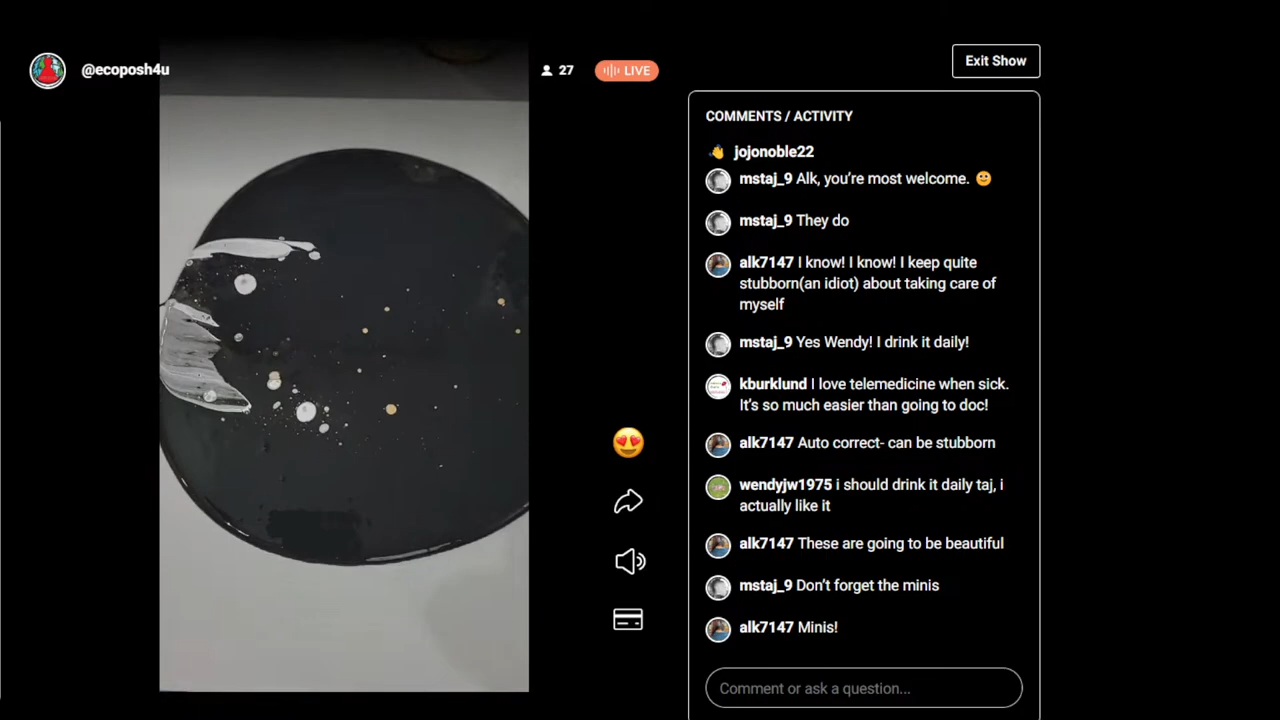 @ecoposh4u
27
LIVE
Exit Show
COMMENTS / ACTIVITY
jojonoble22
mstaj_9 Alk, you’re most welcome.
mstaj_9 They do
alk7147 I know! I know! I keep quite
stubborn(an idiot) about taking care of
myself
mstaj_9 Yes Wendy! I drink it daily!
kburklund I love telemedicine when sick.
It’s so much easier than going to doc!
alk7147 Auto correct- can be stubborn
wendyjw1975 i should drink it daily taj, i
actually like it
alk7147 These are going to be beautiful
mstaj_9 Don’t forget the minis
alk7147 Minis!
Comment or ask a question...